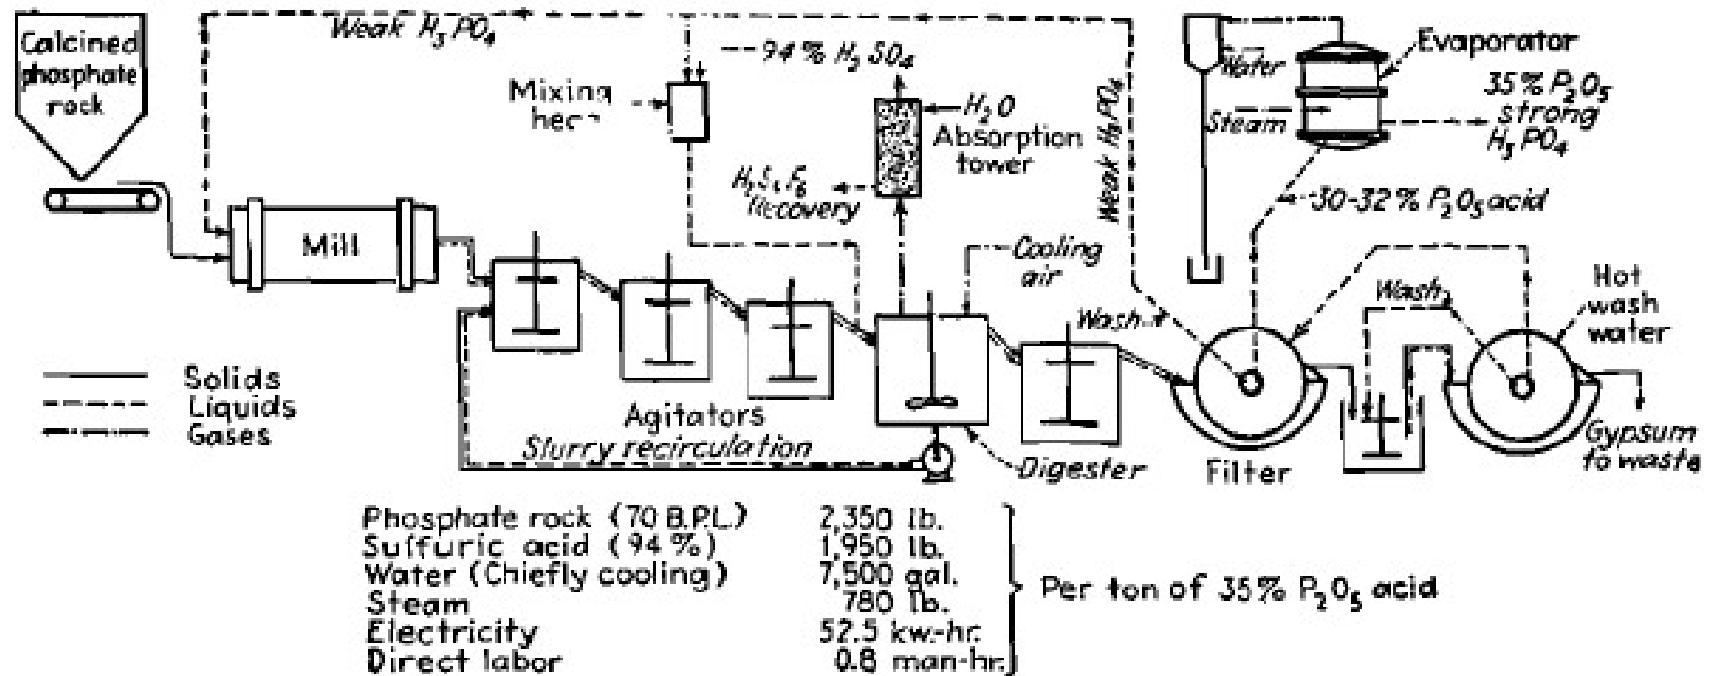 Calcined
phosphate
rock
Weak H3PO4
Mixing
94% H2SO4
H2O
Absorption
tower
H2SiF6
Recovery
Weak H3PO4
Water
Steam
Evaporator
35% P2O5
strong
H3PO4
30-32% P2O5 acid
Mill
Cooling
air
Wash
Wash
Hot
wash
water
Solids
Liquids
Gases
Agitators
Slurry recirculation
Digester
Filter
Gypsum
to waste
Phosphate rock (70 B.P.L.) 2,350 lb.
Sulfuric acid (94%) 1,950 lb.
Water (Chiefly cooling) 7,500 gal.
Steam 780 lb.
Electricity 52.5 kw.-hr.
Direct labor 0.8 man-hr.
Per ton of 35% P2O5 acid